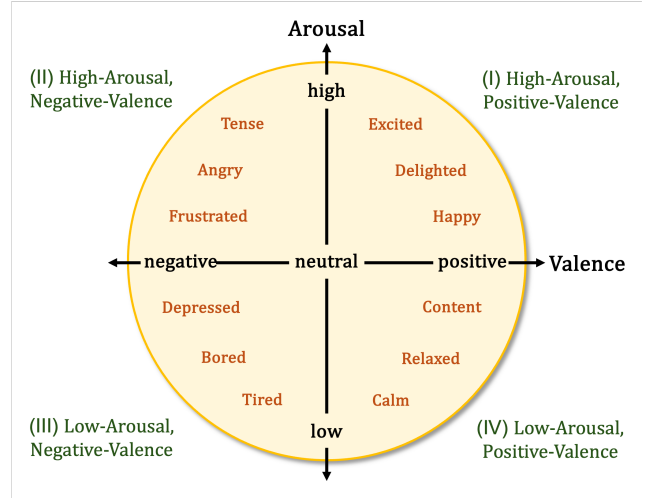 Arousal
(II) High-Arousal,
Negative-Valence
(I) High-Arousal,
Positive-Valence
high
Tense
Excited
Angry
Delighted
Frustrated
Happy
negative
neutral
positive
Valence
Depressed
Content
Bored
Relaxed
Tired
Calm
low
(III) Low-Arousal,
Negative-Valence
(IV) Low-Arousal,
Positive-Valence